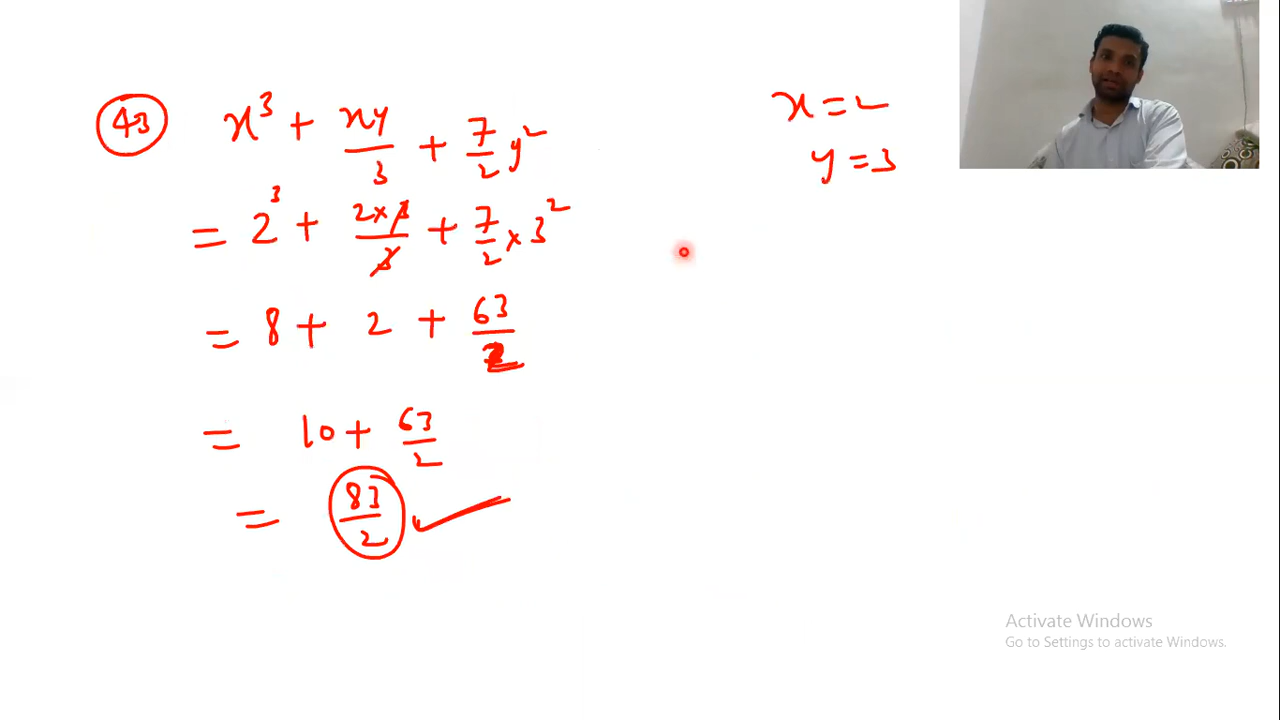 43 x³ + xy/3 + 7/2 y² x = 2
y = 3
= 2³ + 2×3/3 + 7/2 × 3²
= 8 + 2 + 63/2
= 10 + 63/2
= 83/2
Activate Windows
Go to Settings to activate Windows.